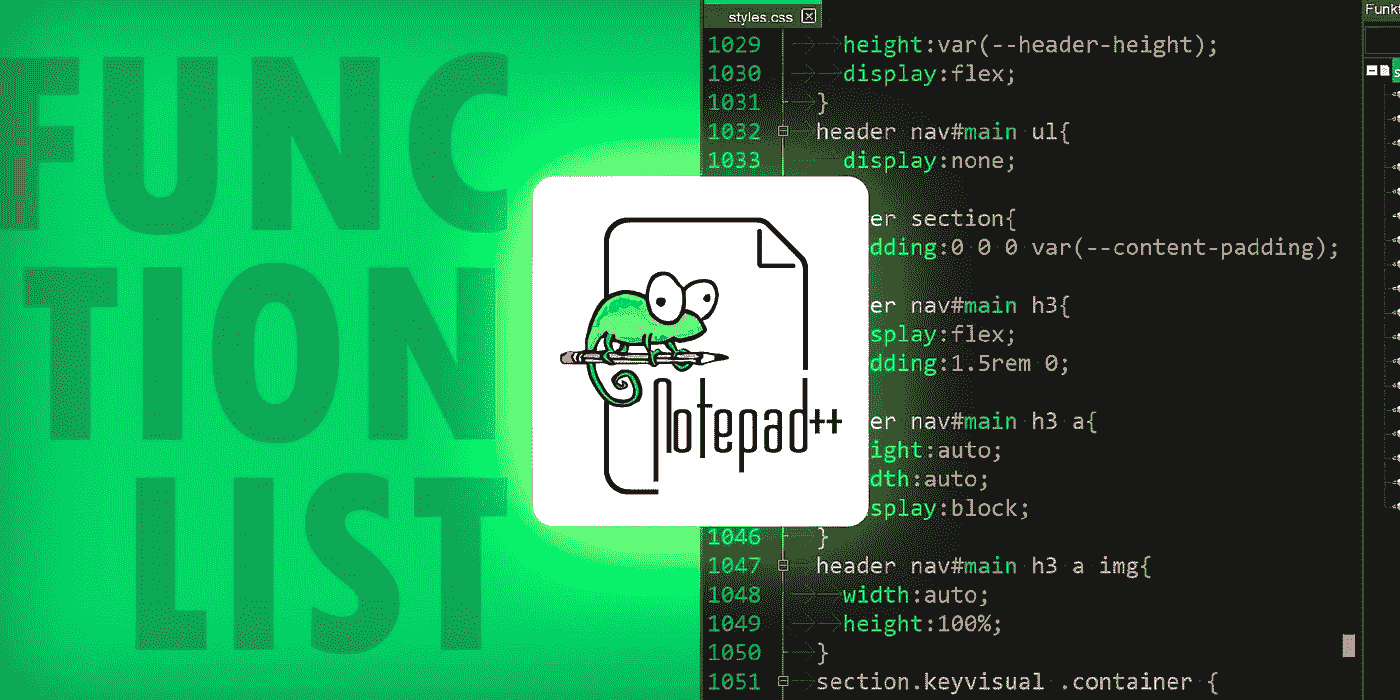 FUNC
TION
LIST
Notepad++
styles.css
1029 height:var(--header-height);
1030 display:flex;
1031 }
1032 header nav#main ul{
1033 display:none;
er section{
dding:0 0 0 var(--content-padding);
er nav#main h3{
splay:flex;
dding:1.5rem 0;
er nav#main h3 a{
ight:auto;
dth:auto;
splay:block;
1046 }
1047 header nav#main h3 a img{
1048 width:auto;
1049 height:100%;
1050 }
1051 section.keyvisual .container {
Funkt